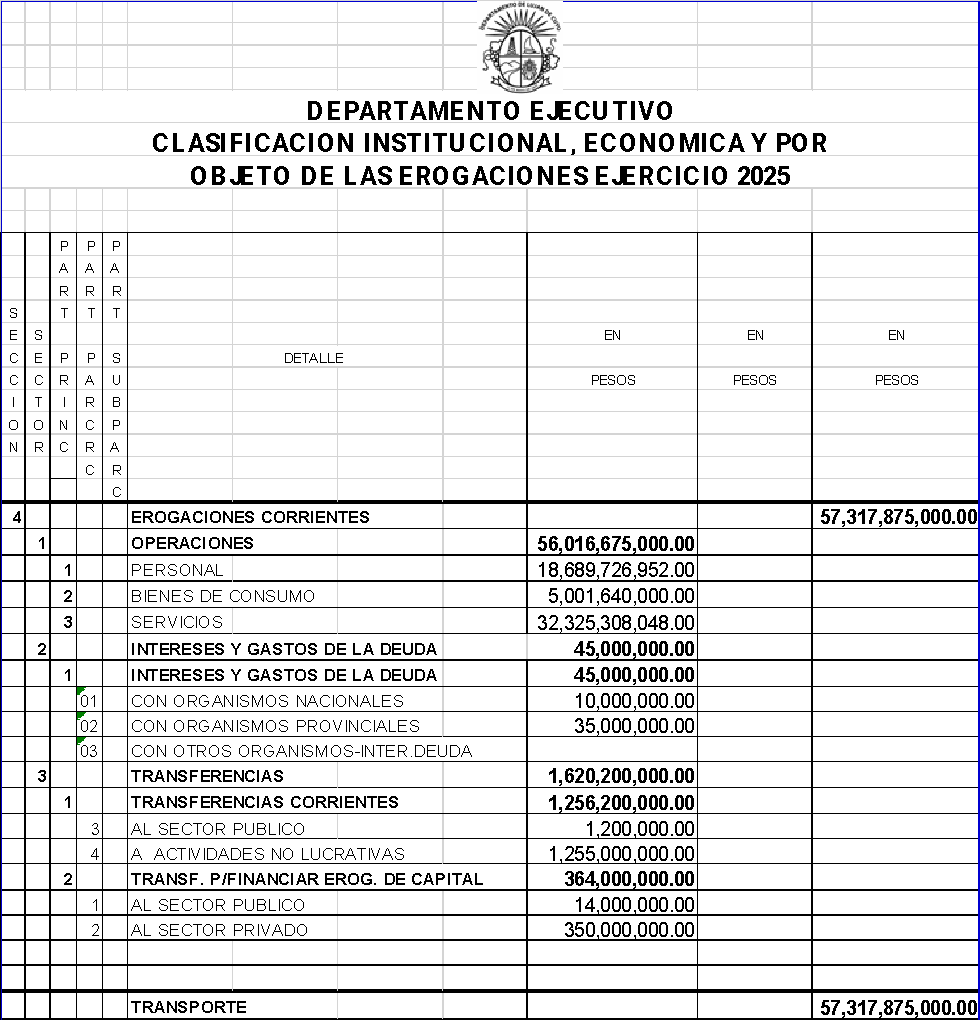 DEPARTAMENTO EJECUTIVO
CLASIFICACION INSTITUCIONAL, ECONOMICA Y POR
OBJETO DE LAS EROGACIONES EJERCICIO 2025
SECCION SECTOR PART PRINC PART PARCRC PART SUBPARC DETALLE EN PESOS EN PESOS EN PESOS
4 EROGACIONES CORRIENTES 57,317,875,000.00
1 OPERACIONES 56,016,675,000.00
1 PERSONAL 18,689,726,952.00
2 BIENES DE CONSUMO 5,001,640,000.00
3 SERVICIOS 32,325,308,048.00
2 INTERESES Y GASTOS DE LA DEUDA 45,000,000.00
1 INTERESES Y GASTOS DE LA DEUDA 45,000,000.00
01 CON ORGANISMOS NACIONALES 10,000,000.00
02 CON ORGANISMOS PROVINCIALES 35,000,000.00
03 CON OTROS ORGANISMOS-INTER.DEUDA
3 TRANSFERENCIAS 1,620,200,000.00
1 TRANSFERENCIAS CORRIENTES 1,256,200,000.00
3 AL SECTOR PUBLICO 1,200,000.00
4 A ACTIVIDADES NO LUCRATIVAS 1,255,000,000.00
2 TRANSF. P/FINANCIAR EROG. DE CAPITAL 364,000,000.00
1 AL SECTOR PUBLICO 14,000,000.00
2 AL SECTOR PRIVADO 350,000,000.00
TRANSPORTE 57,317,875,000.00